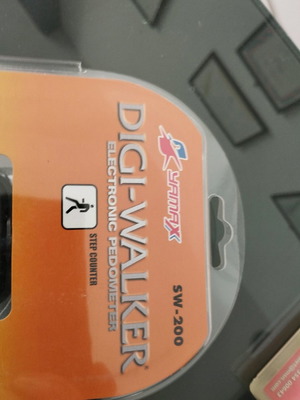 YAMAX
SW-200
DIGI-WALKER
ELECTRONIC PEDOMETER
STEP COUNTER